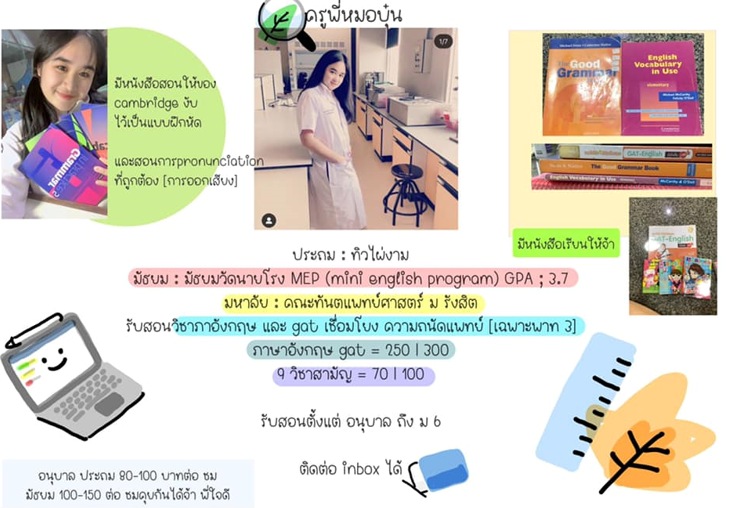 ครูพี่หมอปุ๋น
1/7
มีหนังสือสอนให้ของ
cambridge งับ
ไว้เป็นแบบฝึกหัด
และสอนการpronunciation
ที่ถูกต้อง [การออกเสียง]
Good
Grammar
English
Vocabulary
in Use
elementary
GAT-English
The Good Grammar Book
English Vocabulary in Use
McCarthy & O'Dell
GAT-English
มีหนังสือเรียนให้จ้า
ประถม : ทิวไผ่งาม
มัธยม : มัธยมวัดนายโรง MEP (mini english program) GPA ; 3.7
มหาลัย : คณะทันตแพทย์ศาสตร์ ม รังสิต
รับสอนวิชาภาอังกฤษ และ gat เชื่อมโยง ความถนัดแพทย์ [เฉพาะพาท 3]
ภาษาอังกฤษ gat = 250 | 300
9 วิชาสามัญ = 70 | 100
รับสอนตั้งแต่ อนุบาล ถึง ม 6
ติดต่อ inbox ได้
อนุบาล ประถม 80-100 บาทต่อ ชม
มัธยม 100-150 ต่อ ชมคุยกันได้จ้า พี่ใจดี